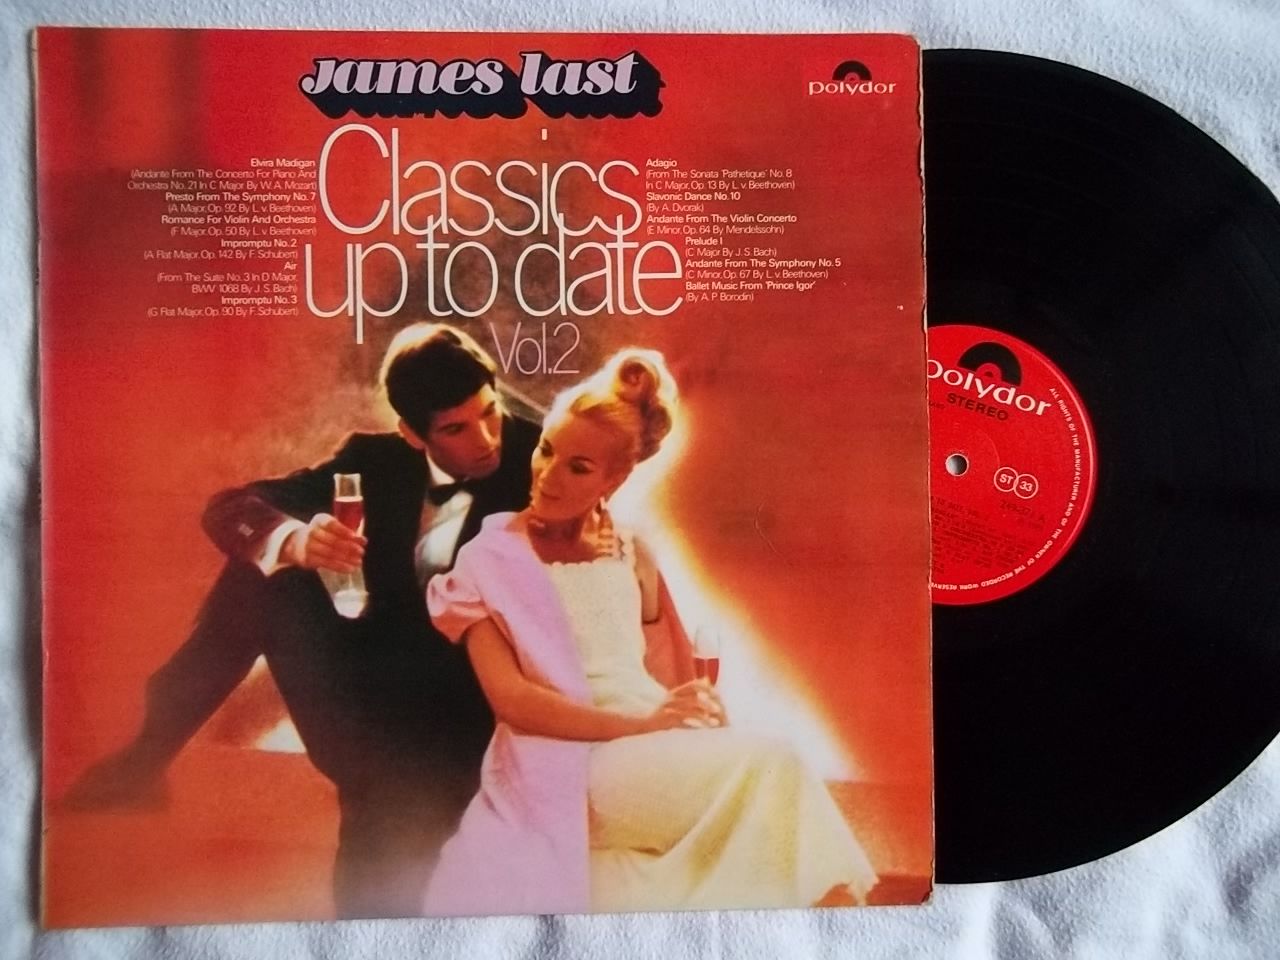 James last
polydor
Classics
up to date
Vol.2
Elvira Madigan
(Andante From The Concerto For Piano And
Orchestra No. 21 In C Major By W. A. Mozart)
Presto From The Symphony No. 7
(A Major, Op. 92 By L. v. Beethoven)
Romance For Violin And Orchestra
(F Major, Op. 50 By L. v. Beethoven)
Impromptu No. 2
(A Flat Major, Op. 142 By F. Schubert)
Air
(From The Suite No. 3 In D Major,
BWV 1068 By J. S. Bach)
Impromptu No. 3
(G Flat Major, Op. 90 By F. Schubert)
Adagio
(From The Sonata 'Pathetique' No. 8
In C Major, Op. 13 By L. v. Beethoven)
Slavonic Dance No. 10
(By A. Dvorak)
Andante From The Violin Concerto
(E Minor, Op. 64 By Mendelssohn)
Prelude I
(C Major By J. S. Bach)
Andante From The Symphony No. 5
(C Minor, Op. 67 By L. v. Beethoven)
Ballet Music From 'Prince Igor'
(By A. P. Borodin)
polydor
STEREO
ST 33
ALL RIGHTS OF THE MANUFACTURER AND OF THE OWNER OF THE RECORDED WORK RESERVE